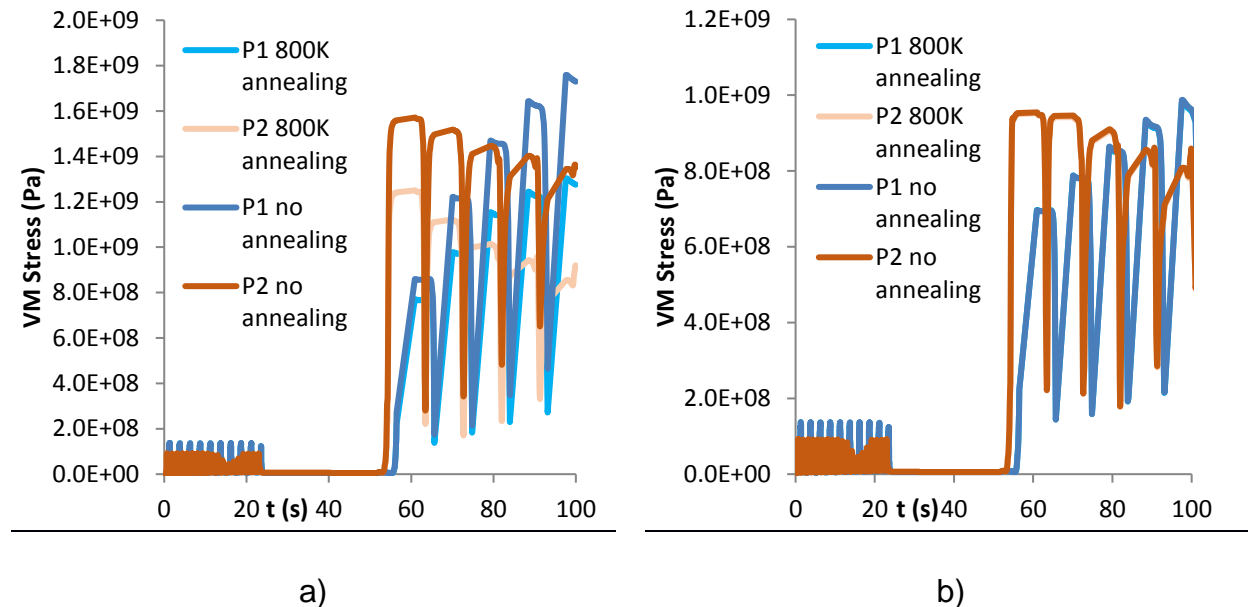 2.0E+09
1.8E+09
1.6E+09
1.4E+09
1.2E+09
1.0E+09
8.0E+08
6.0E+08
4.0E+08
2.0E+08
0.0E+00
VM Stress (Pa)
P1 800K
annealing
P2 800K
annealing
P1 no
annealing
P2 no
annealing
0 20 t (s) 40 60 80 100
a)
1.2E+09
1.0E+09
8.0E+08
6.0E+08
4.0E+08
2.0E+08
0.0E+00
VM Stress (Pa)
P1 800K
annealing
P2 800K
annealing
P1 no
annealing
P2 no
annealing
0 20 t (s) 40 60 80 100
b)